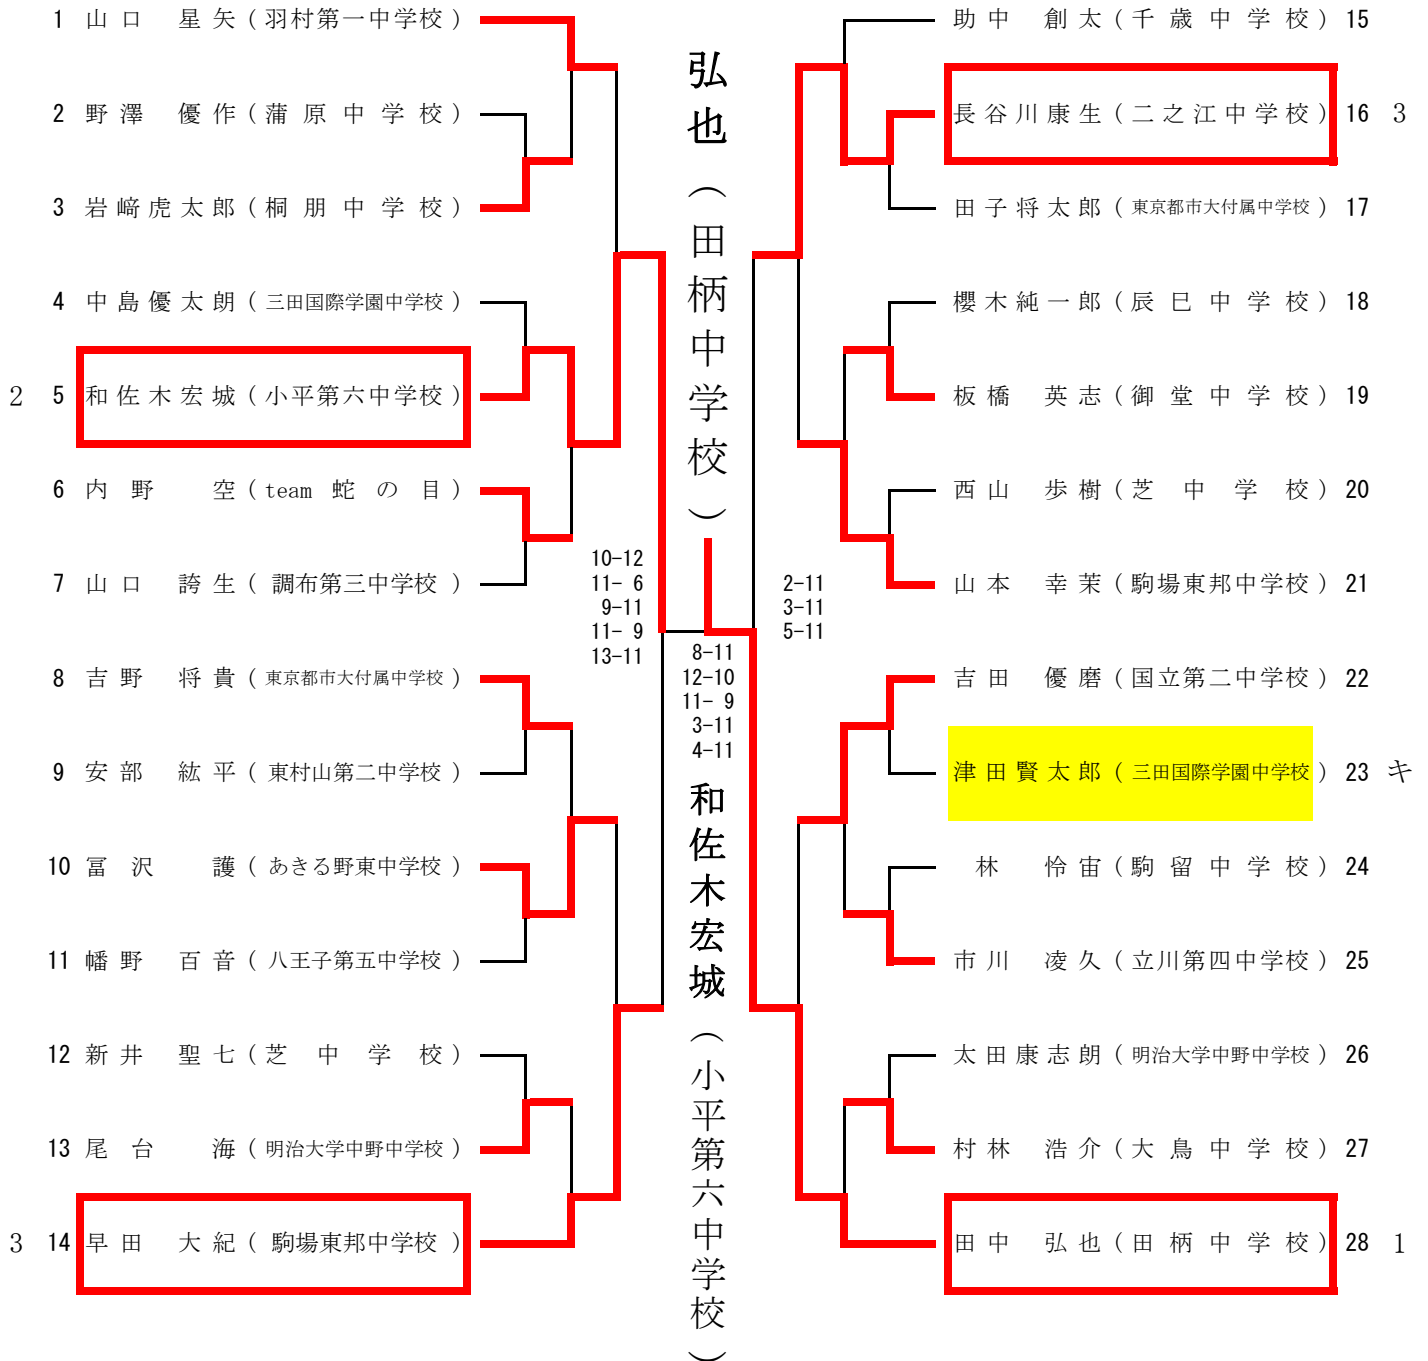 1 山口 星矢(羽村第一中学校)
2 野澤 優作(蒲原中学校)
3 岩﨑虎太郎(桐朋中学校)
4 中島優太朗(三田国際学園中学校)
2 5 和佐木宏城(小平第六中学校)
6 内野 空(team 蛇の目)
7 山口 誇生(調布第三中学校)
8 吉野 将貴(東京都市大付属中学校)
9 安部 紘平(東村山第二中学校)
10 冨沢 護(あきる野東中学校)
11 幡野 百音(八王子第五中学校)
12 新井 聖七(芝中学校)
13 尾台 海(明治大学中野中学校)
3 14 早田 大紀(駒場東邦中学校)
弘也(田柄中学校)
10-12
11- 6
9-11
11- 9
13-11
2-11
3-11
5-11
8-11
12-10
11- 9
3-11
4-11
和佐木宏城(小平第六中学校)
助中 創太(千歳中学校) 15
長谷川康生(二之江中学校) 16 3
田子将太郎(東京都市大付属中学校) 17
櫻木純一郎(辰巳中学校) 18
板橋 英志(御堂中学校) 19
西山 歩樹(芝中学校) 20
山本 幸茉(駒場東邦中学校) 21
吉田 優磨(国立第二中学校) 22
津田賢太郎(三田国際学園中学校) 23 キ
林 怜宙(駒留中学校) 24
市川 凌久(立川第四中学校) 25
太田康志朗(明治大学中野中学校) 26
村林 浩介(大鳥中学校) 27
田中 弘也(田柄中学校) 28 1